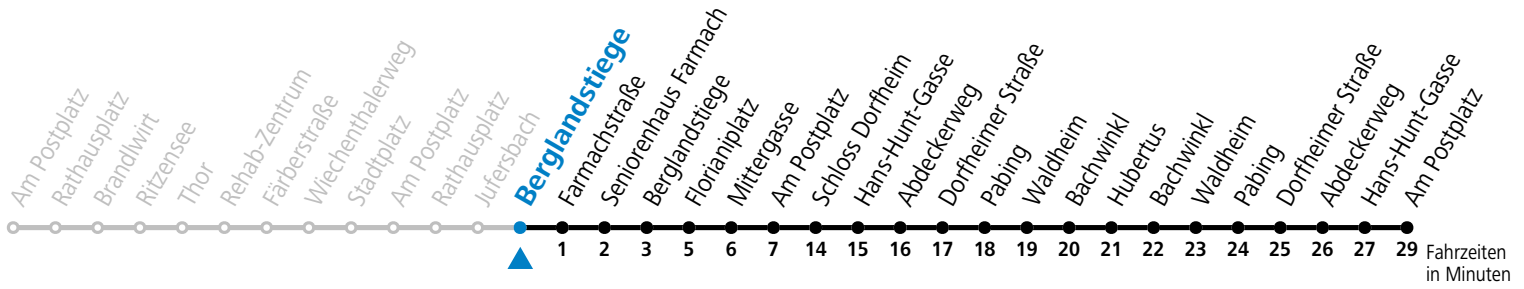 Am Postplatz
Rathausplatz
Brandlwirt
Ritzensee
Thor
Rehab-Zentrum
Färberstraße
Wiechenthalerweg
Stadtplatz
Am Postplatz
Rathausplatz
Jufersbach
Berglandstiege
Farmachstraße
Seniorenhaus Farmach
Berglandstiege
Florianiplatz
Mittergasse
Am Postplatz
Schloss Dorfheim
Hans-Hunt-Gasse
Abdeckerweg
Dorfheimer Straße
Pabing
Waldheim
Bachwinkl
Hubertus
Bachwinkl
Waldheim
Pabing
Dorfheimer Straße
Abdeckerweg
Hans-Hunt-Gasse
Am Postplatz
1 2 3 5 6 7 14 15 16 17 18 19 20 21 22 23 24 25 26 27 29
Fahrzeiten
in Minuten